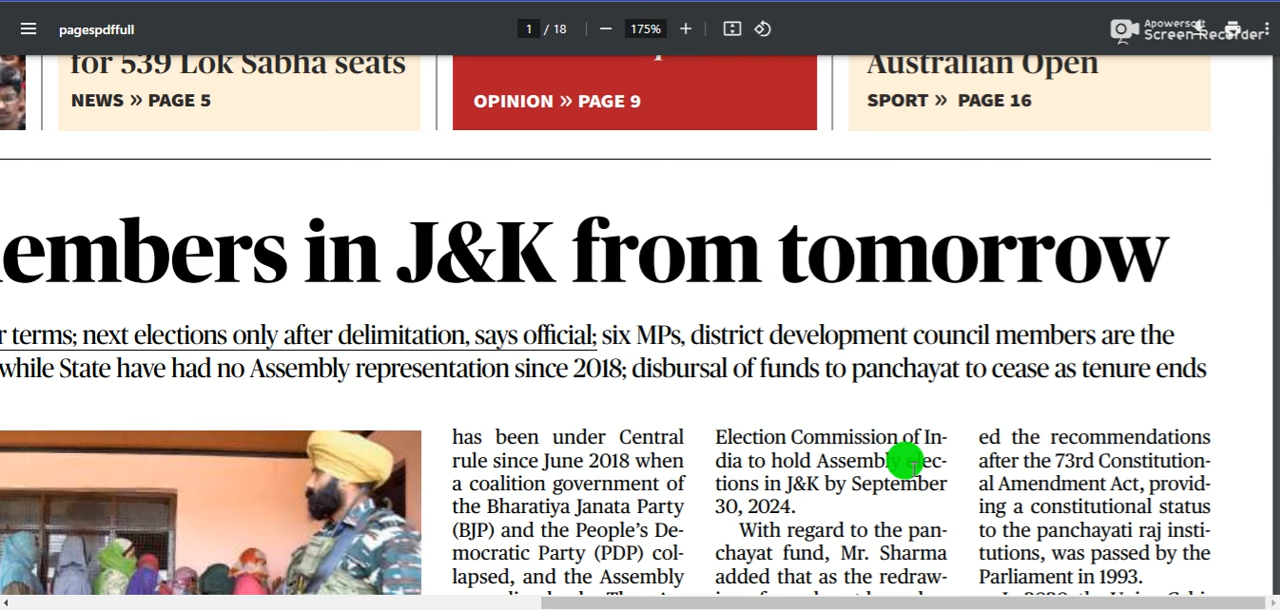 pagespdffull
1 / 18
175%
Apowersoft
Screen Recorder
for 539 Lok Sabha seats
NEWS » PAGE 5
OPINION » PAGE 9
Australian Open
SPORT » PAGE 16
embers in J&K from tomorrow
r terms; next elections only after delimitation, says official; six MPs, district development council members are the
while State have had no Assembly representation since 2018; disbursal of funds to panchayat to cease as tenure ends
has been under Central
rule since June 2018 when
a coalition government of
the Bharatiya Janata Party
(BJP) and the People's De-
mocratic Party (PDP) col-
lapsed, and the Assembly
Election Commission of In-
dia to hold Assembly elec-
tions in J&K by September
30, 2024.
With regard to the pan-
chayat fund, Mr. Sharma
added that as the redraw-
ed the recommendations
after the 73rd Constitution-
al Amendment Act, provid-
ing a constitutional status
to the panchayati raj insti-
tutions, was passed by the
Parliament in 1993.